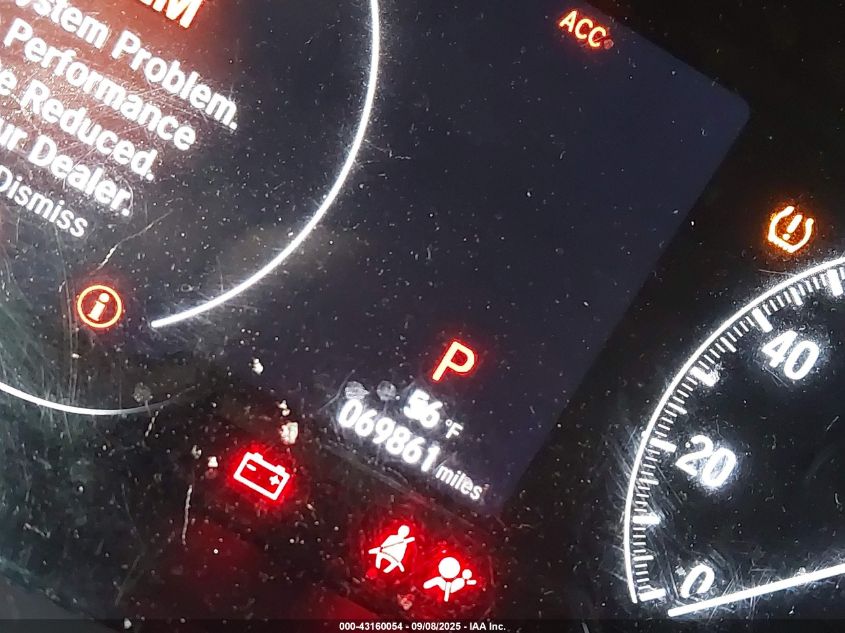 ystem Problem.
Performance
e Reduced.
ur Dealer.
Dismiss
ACC
P
56 °F
069861 miles
40
20
0
000-43160054 - 09/08/2025 - IAA Inc.